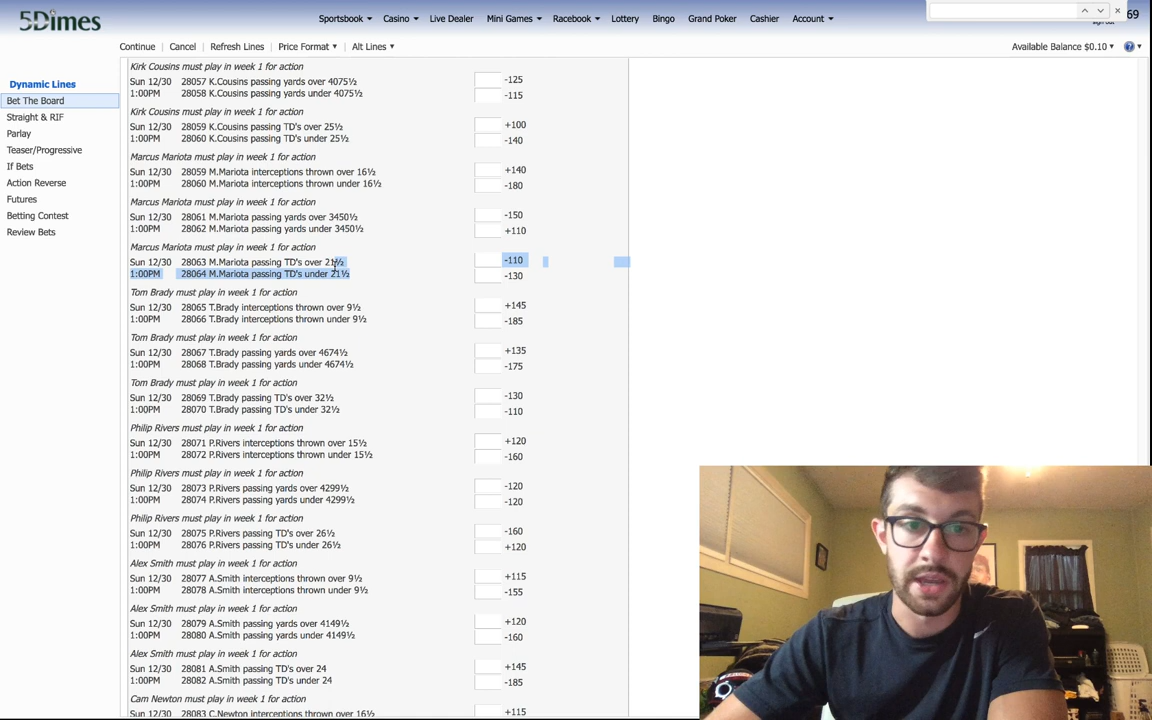 5Dimes
Sportsbook Casino Live Dealer Mini Games Racebook Lottery Bingo Grand Poker Cashier Account
69
Continue Cancel Refresh Lines Price Format Alt Lines Available Balance $0.10
Dynamic Lines
Bet The Board
Straight & RIF
Parlay
Teaser/Progressive
If Bets
Action Reverse
Futures
Betting Contest
Review Bets
Kirk Cousins must play in week 1 for action
Sun 12/30 28057 K.Cousins passing yards over 4075½ -125
1:00PM 28058 K.Cousins passing yards under 4075½ -115
Kirk Cousins must play in week 1 for action
Sun 12/30 28059 K.Cousins passing TD's over 25½ +100
1:00PM 28060 K.Cousins passing TD's under 25½ -140
Marcus Mariota must play in week 1 for action
Sun 12/30 28059 M.Mariota interceptions thrown over 16½ +140
1:00PM 28060 M.Mariota interceptions thrown under 16½ -180
Marcus Mariota must play in week 1 for action
Sun 12/30 28061 M.Mariota passing yards over 3450½ -150
1:00PM 28062 M.Mariota passing yards under 3450½ +110
Marcus Mariota must play in week 1 for action
Sun 12/30 28063 M.Mariota passing TD's over 21½ -110
1:00PM 28064 M.Mariota passing TD's under 21½ -130
Tom Brady must play in week 1 for action
Sun 12/30 28065 T.Brady interceptions thrown over 9½ +145
1:00PM 28066 T.Brady interceptions thrown under 9½ -185
Tom Brady must play in week 1 for action
Sun 12/30 28067 T.Brady passing yards over 4674½ +135
1:00PM 28068 T.Brady passing yards under 4674½ -175
Tom Brady must play in week 1 for action
Sun 12/30 28069 T.Brady passing TD's over 32½ -130
1:00PM 28070 T.Brady passing TD's under 32½ -110
Philip Rivers must play in week 1 for action
Sun 12/30 28071 P.Rivers interceptions thrown over 15½ +120
1:00PM 28072 P.Rivers interceptions thrown under 15½ -160
Philip Rivers must play in week 1 for action
Sun 12/30 28073 P.Rivers passing yards over 4299½ -120
1:00PM 28074 P.Rivers passing yards under 4299½ -120
Philip Rivers must play in week 1 for action
Sun 12/30 28075 P.Rivers passing TD's over 26½ -160
1:00PM 28076 P.Rivers passing TD's under 26½ +120
Alex Smith must play in week 1 for action
Sun 12/30 28077 A.Smith interceptions thrown over 9½ +115
1:00PM 28078 A.Smith interceptions thrown under 9½ -155
Alex Smith must play in week 1 for action
Sun 12/30 28079 A.Smith passing yards over 4149½ +120
1:00PM 28080 A.Smith passing yards under 4149½ -160
Alex Smith must play in week 1 for action
Sun 12/30 28081 A.Smith passing TD's over 24 +145
1:00PM 28082 A.Smith passing TD's under 24 -185
Cam Newton must play in week 1 for action
Sun 12/30 28083 C.Newton interceptions thrown over 16½ +115